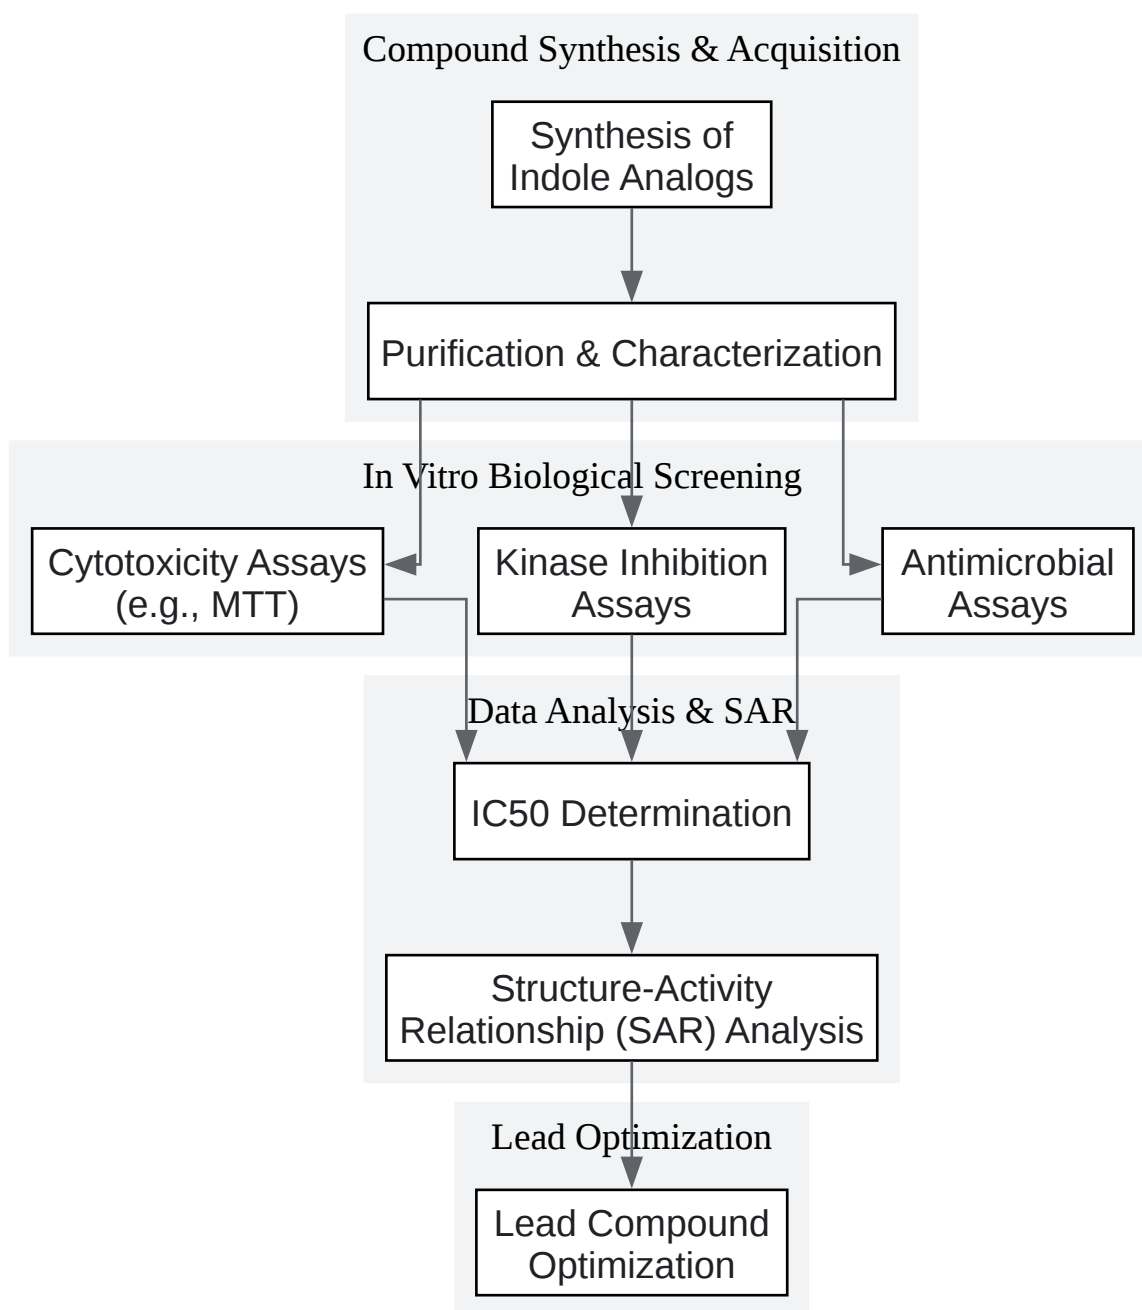 Compound Synthesis & Acquisition
Synthesis of
Indole Analogs
Purification & Characterization
In Vitro Biological Screening
Cytotoxicity Assays
(e.g., MTT)
Kinase Inhibition
Assays
Antimicrobial
Assays
Data Analysis & SAR
IC50 Determination
Structure-Activity
Relationship (SAR) Analysis
Lead Optimization
Lead Compound
Optimization